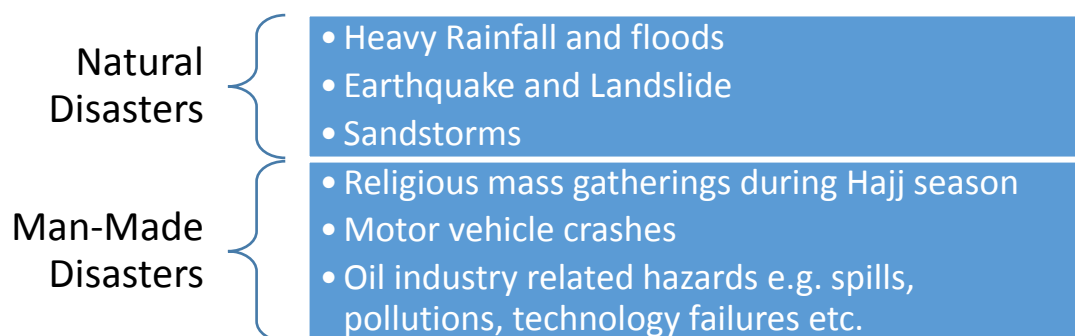 Natural
Disasters
• Heavy Rainfall and floods
• Earthquake and Landslide
• Sandstorms
Man-Made
Disasters
• Religious mass gatherings during Hajj season
• Motor vehicle crashes
• Oil industry related hazards e.g. spills,
pollutions, technology failures etc.